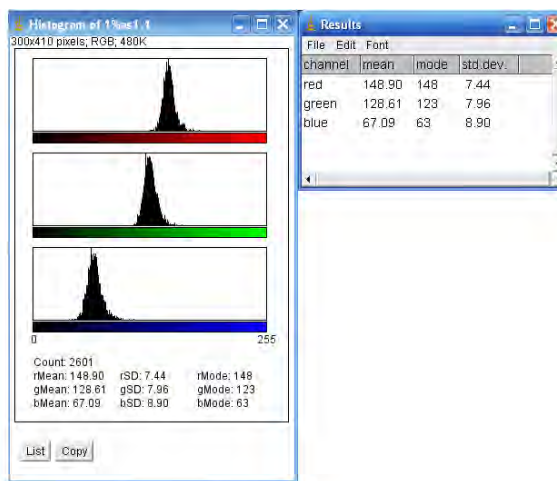 Histogram of 1%as1.1
300x410 pixels; RGB; 480K
0 255
Count: 2601
rMean: 148.90 rSD: 7.44 rMode: 148
gMean: 128.61 gSD: 7.96 gMode: 123
bMean: 67.09 bSD: 8.90 bMode: 63
List Copy
Results
File Edit Font
channel mean mode std.dev.
red 148.90 148 7.44
green 128.61 123 7.96
blue 67.09 63 8.90